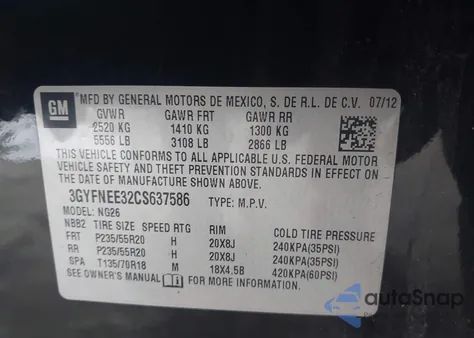 GM
MFD BY GENERAL MOTORS DE MEXICO, S. DE R.L. DE C.V. 07/12
GVWR GAWR FRT GAWR RR
2520 KG 1410 KG 1300 KG
5556 LB 3108 LB 2866 LB
THIS VEHICLE CONFORMS TO ALL APPLICABLE U.S. FEDERAL MOTOR
VEHICLE SAFETY AND THEFT PREVENTION STANDARDS IN EFFECT ON THE
DATE OF MANUFACTURE SHOWN ABOVE.
3GYFNEE32CS637586 TYPE: M.P.V.
MODEL: NG26
NBB2 TIRE SIZE SPEED RTG RIM COLD TIRE PRESSURE
FRT P235/55R20 H 20X8J 240KPA(35PSI)
RR P235/55R20 H 20X8J 240KPA(35PSI)
SPA T135/70R18 M 18X4.5B 420KPA(60PSI)
SEE OWNER'S MANUAL FOR MORE INFORMATION.
autoSnap